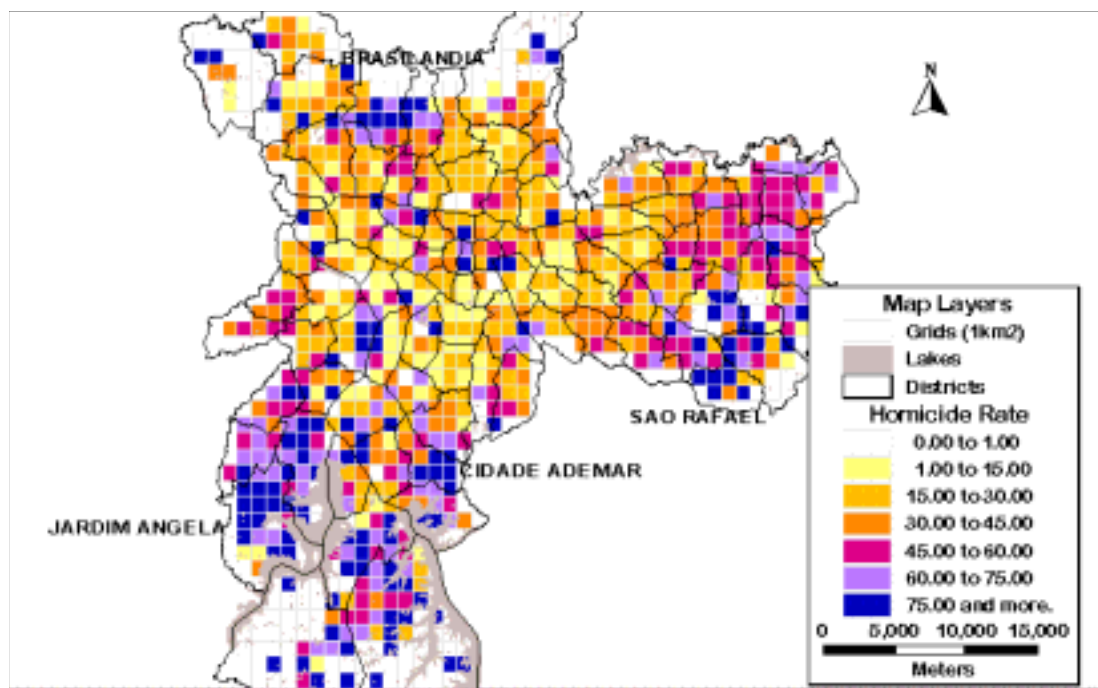 BRASILANDIA
N
SAO RAFAEL
CIDADE ADEMAR
JARDIM ANGELA
Map Layers
Grids (1km2)
Lakes
Districts
Homicide Rate
0.00 to 1.00
1.00 to 15.00
15.00 to 30.00
30.00 to 45.00
45.00 to 60.00
60.00 to 75.00
75.00 and more.
0 5,000 10,000 15,000
Meters